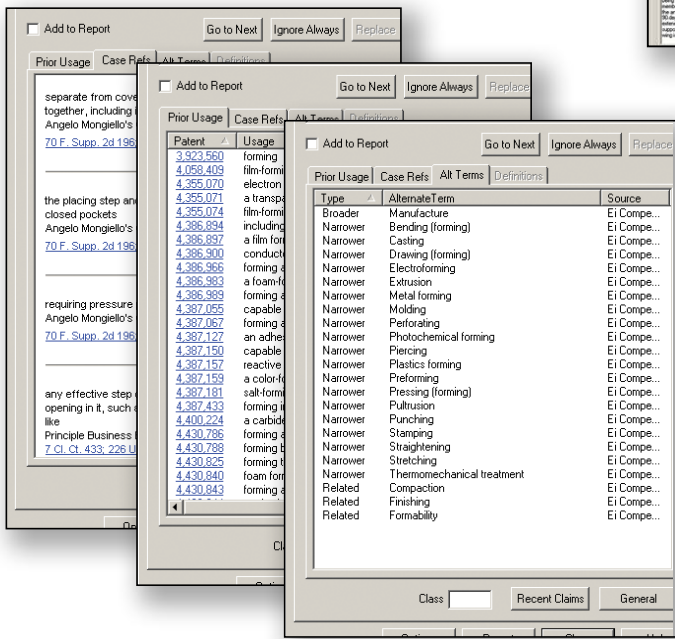 Add to Report Go to Next Ignore Always Replace
Prior Usage Case Refs Alt Terms Definitions
separate from
together, including
Angelo Mongiello's
70 F. Supp. 2d 196
the placing step
closed pockets
Angelo Mongiello's
70 F. Supp. 2d 196
requiring pressure
Angelo Mongiello's
70 F. Supp. 2d 196
any effective step
opening in it, such
like
Principle Business
7 Cl. Ct. 433; 226 U
Add to Report Go to Next Ignore Always Replace
Prior Usage Case Refs Alt Terms Definitions
Patent Usage
3,923,560 forming
4,058,409 film-formi
4,355,070 electron
4,355,071 a transpa
4,355,074 film-formi
4,386,894 including
4,386,897 a film for
4,386,900 conducto
4,386,966 forming a
4,386,983 a foam-fo
4,386,989 forming a
4,387,055 capable
4,387,067 forming a
4,387,127 an adhe
4,387,150 capable
4,387,157 reactive
4,387,159 a color-fo
4,387,181 salt-formi
4,387,433 forming i
4,400,224 a carbide
4,430,786 forming a
4,430,788 forming b
4,430,825 forming t
4,430,840 foam for
4,430,843 forming a
Cl
Add to Report Go to Next Ignore Always Replace
Prior Usage Case Refs Alt Terms Definitions
Type AlternateTerm Source
Broader Manufacture Ei Compe...
Narrower Bending (forming) Ei Compe...
Narrower Casting Ei Compe...
Narrower Drawing (forming) Ei Compe...
Narrower Electroforming Ei Compe...
Narrower Extrusion Ei Compe...
Narrower Metal forming Ei Compe...
Narrower Molding Ei Compe...
Narrower Perforating Ei Compe...
Narrower Photochemical forming Ei Compe...
Narrower Piercing Ei Compe...
Narrower Plastics forming Ei Compe...
Narrower Preforming Ei Compe...
Narrower Pressing (forming) Ei Compe...
Narrower Pultrusion Ei Compe...
Narrower Punching Ei Compe...
Narrower Stamping Ei Compe...
Narrower Straightening Ei Compe...
Narrower Stretching Ei Compe...
Narrower Thermomechanical treatment Ei Compe...
Related Compaction Ei Compe...
Related Finishing Ei Compe...
Related Formability Ei Compe...
Class Recent Claims General